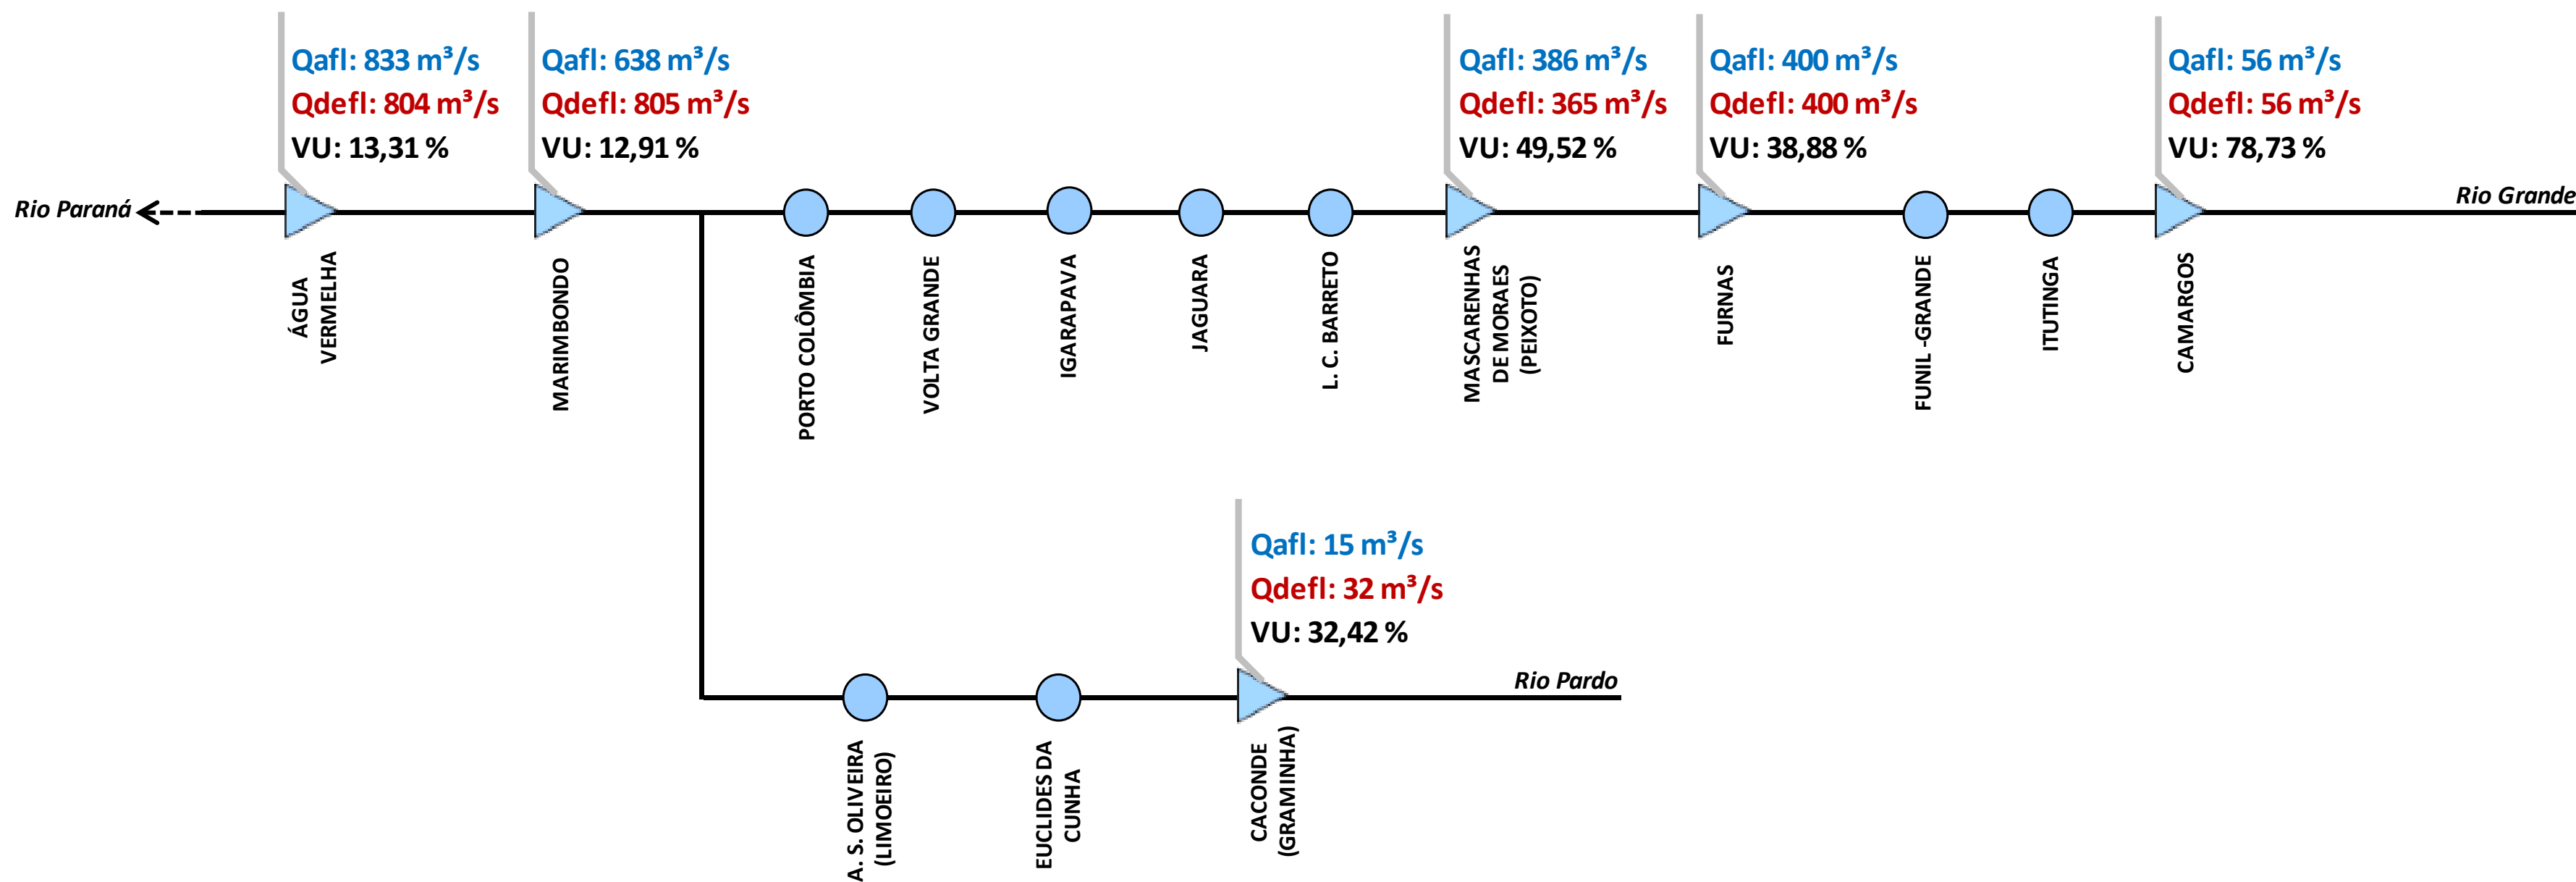 Qafl: 833 m³/s
Qdefl: 804 m³/s
VU: 13,31 %
Qafl: 638 m³/s
Qdefl: 805 m³/s
VU: 12,91 %
Qafl: 386 m³/s
Qdefl: 365 m³/s
VU: 49,52 %
Qafl: 400 m³/s
Qdefl: 400 m³/s
VU: 38,88 %
Qafl: 56 m³/s
Qdefl: 56 m³/s
VU: 78,73 %
Rio Paraná
Rio Grande
ÁGUA
VERMELHA
MARIMBONDO
PORTO COLÔMBIA
VOLTA GRANDE
IGARAPAVA
JAGUARA
L. C. BARRETO
MASCARENHAS
DE MORAES
(PEIXOTO)
FURNAS
FUNIL -GRANDE
ITUTINGA
CAMARGOS
Qafl: 15 m³/s
Qdefl: 32 m³/s
VU: 32,42 %
Rio Pardo
A. S. OLIVEIRA
(LIMOEIRO)
EUCLIDES DA
CUNHA
CACONDE
(GRAMINHA)